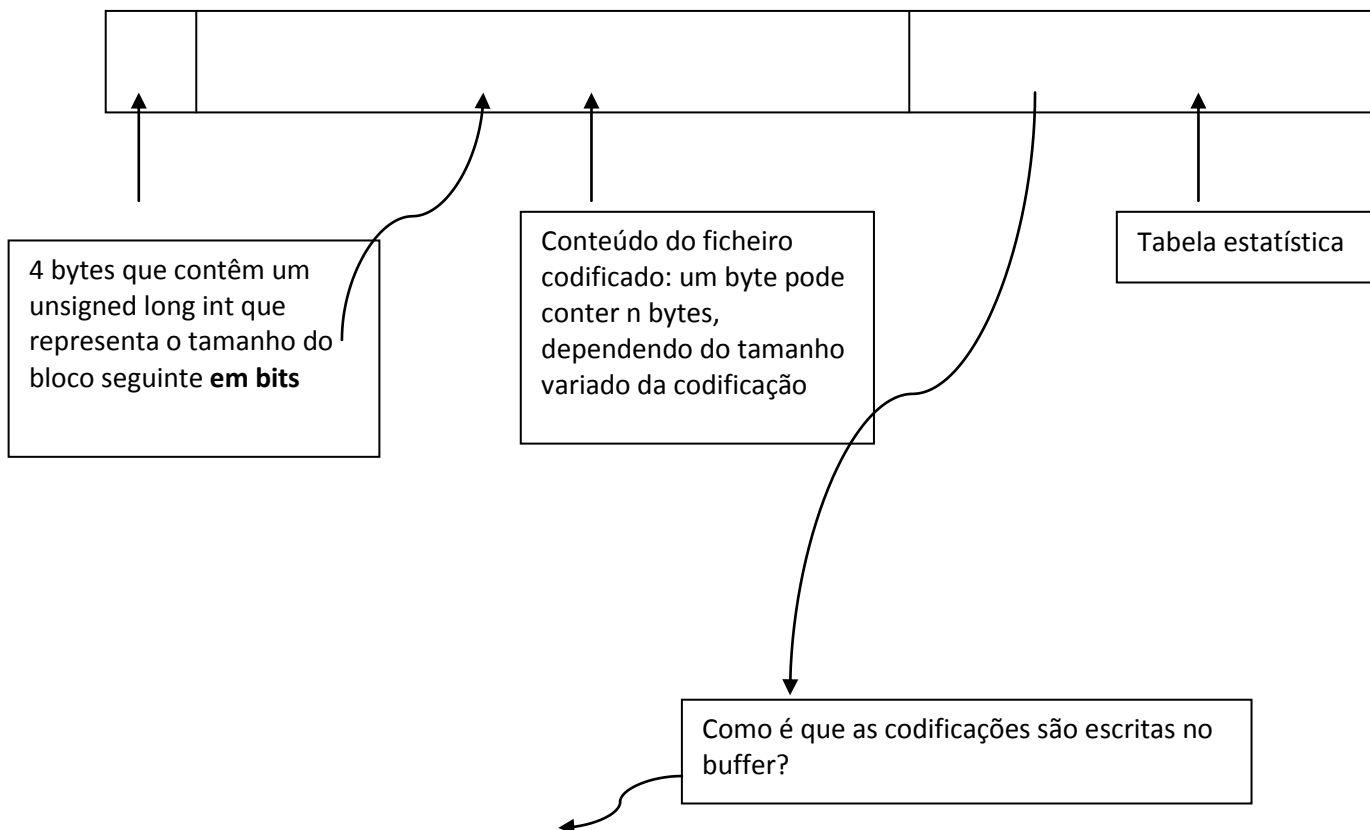 4 bytes que contêm um
unsigned long int que
representa o tamanho do
bloco seguinte em bits
Conteúdo do ficheiro
codificado: um byte pode
conter n bytes,
dependendo do tamanho
variado da codificação
Tabela estatística
Como é que as codificações são escritas no
buffer?